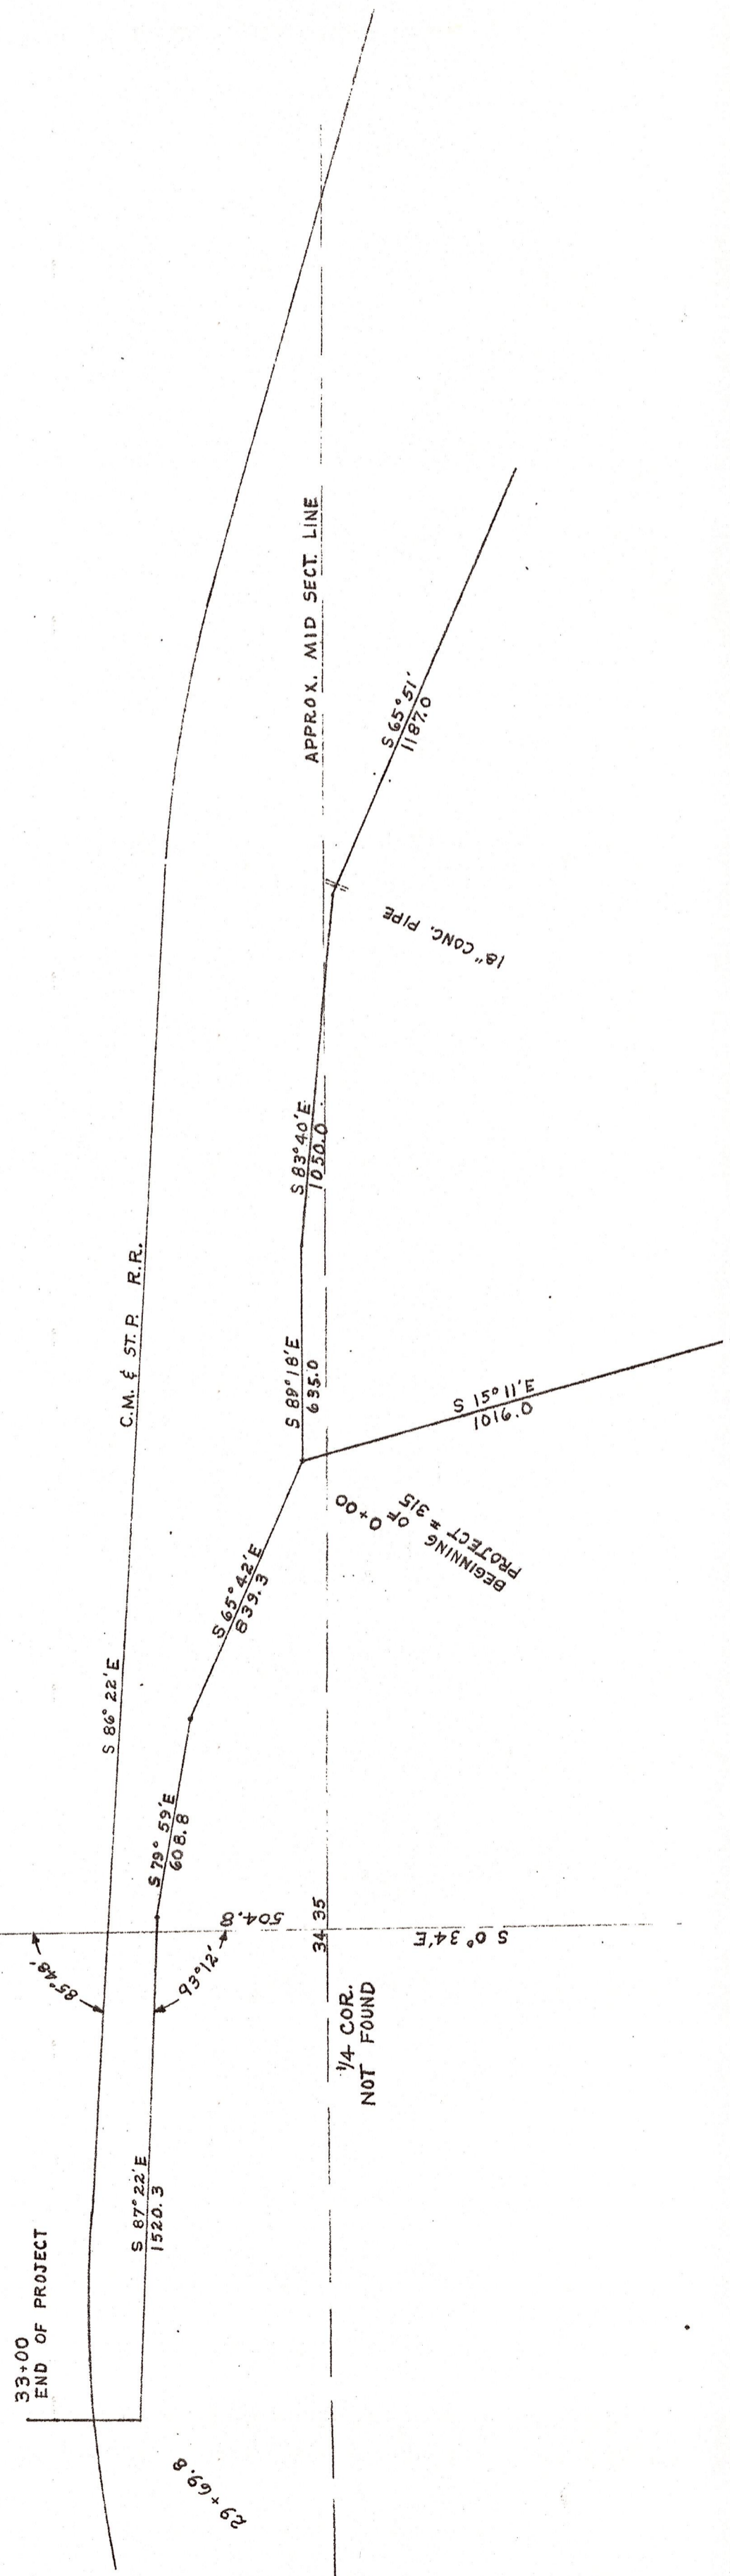 33+00
END OF PROJECT
29+69.8
S 87°22'E
1520.3
1/4 COR.
NOT FOUND
85°48'
93°12'
504.8
34 35
S 0°34'E
S 79° 59'E
608.8
S 86° 22'E
S 65°42'E
839.3
BEGINNING OF
PROJECT # 315
0+00
C.M. & ST. P. R.R.
S 89°18'E
635.0
S 15°11'E
1016.0
S 83°40'E
1050.0
18" CONC. PIPE
APPROX. MID SECT. LINE
S 65°51'
1187.0